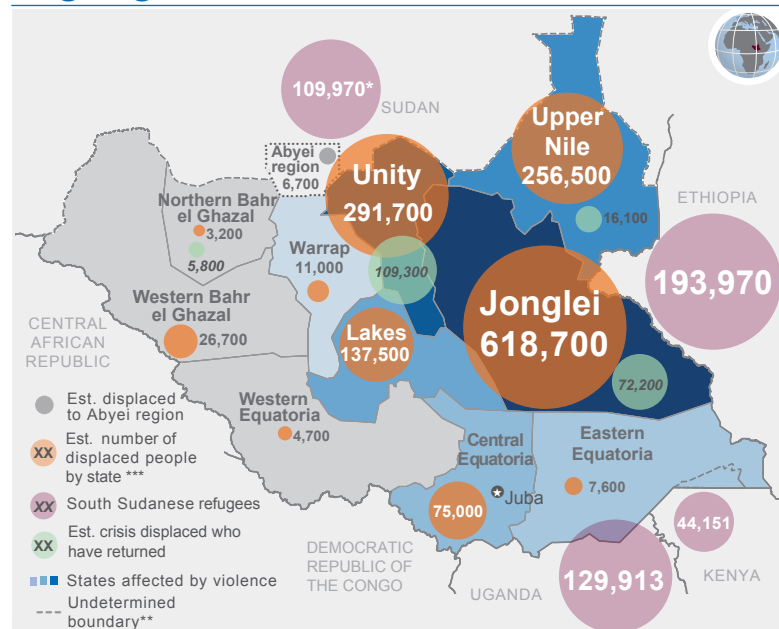 109,970*
SUDAN
Abyei
region
6,700
Unity
291,700
Upper
Nile
256,500
ETHIOPIA
16,100
Northern Bahr
el Ghazal
3,200
5,800
Warrap
11,000
109,300
193,970
Western Bahr
el Ghazal
26,700
Jonglei
618,700
CENTRAL
AFRICAN
REPUBLIC
Lakes
137,500
72,200
Western
Equatoria
4,700
Central
Equatoria
Eastern
Equatoria
7,600
75,000
Juba
44,151
KENYA
DEMOCRATIC
REPUBLIC OF
THE CONGO
UGANDA
129,913
Est. displaced
to Abyei region
XX
Est. number of
displaced people
by state ***
XX
South Sudanese refugees
XX
Est. crisis displaced who
have returned
States affected by violence
Undetermined
boundary**